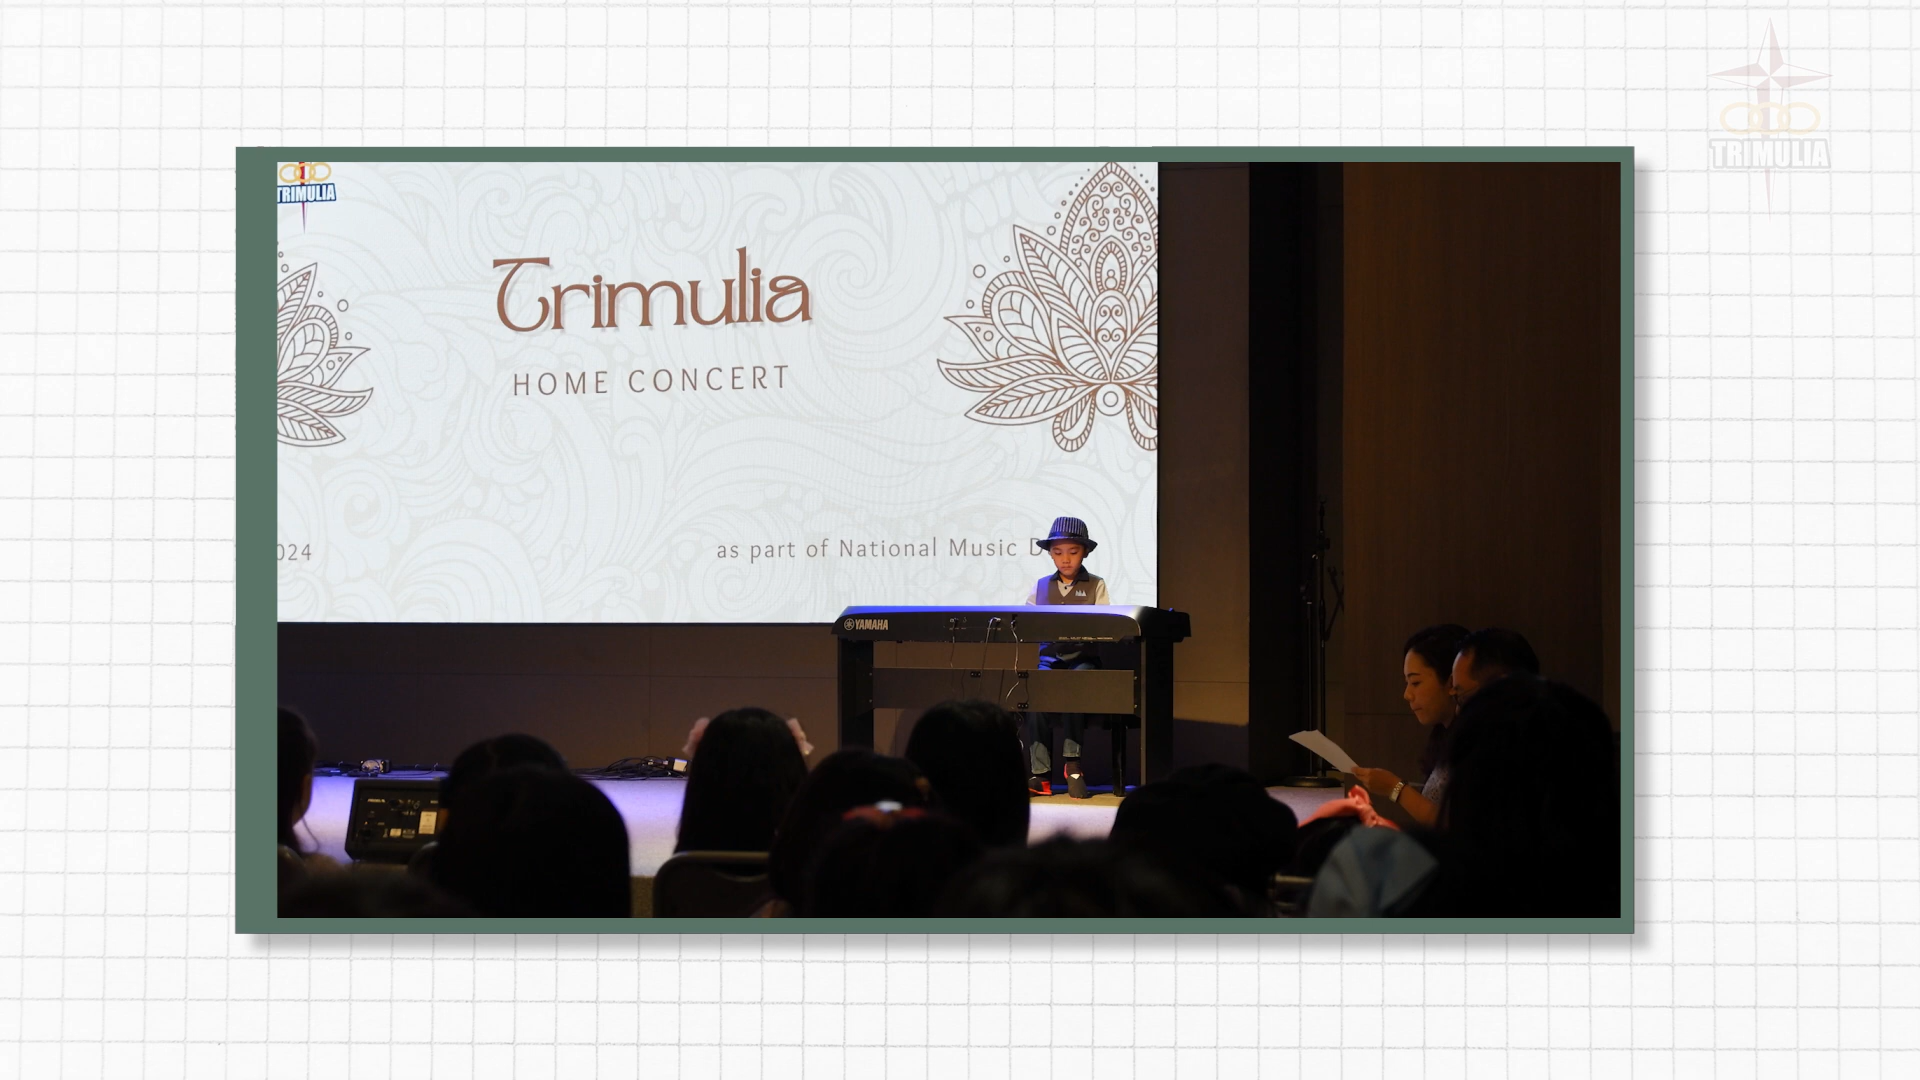 TRIMULIA
TRIMULIA
Trimulia
HOME CONCERT
024
as part of National Music D
YAMAHA